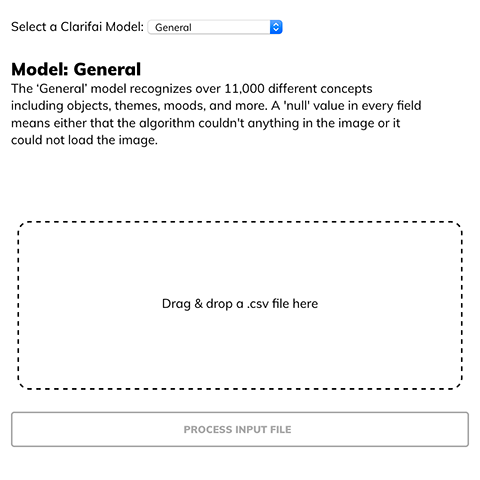 Select a Clarifai Model: General
Model: General
The ‘General’ model recognizes over 11,000 different concepts
including objects, themes, moods, and more. A 'null' value in every field
means either that the algorithm couldn't anything in the image or it
could not load the image.
Drag & drop a .csv file here
PROCESS INPUT FILE